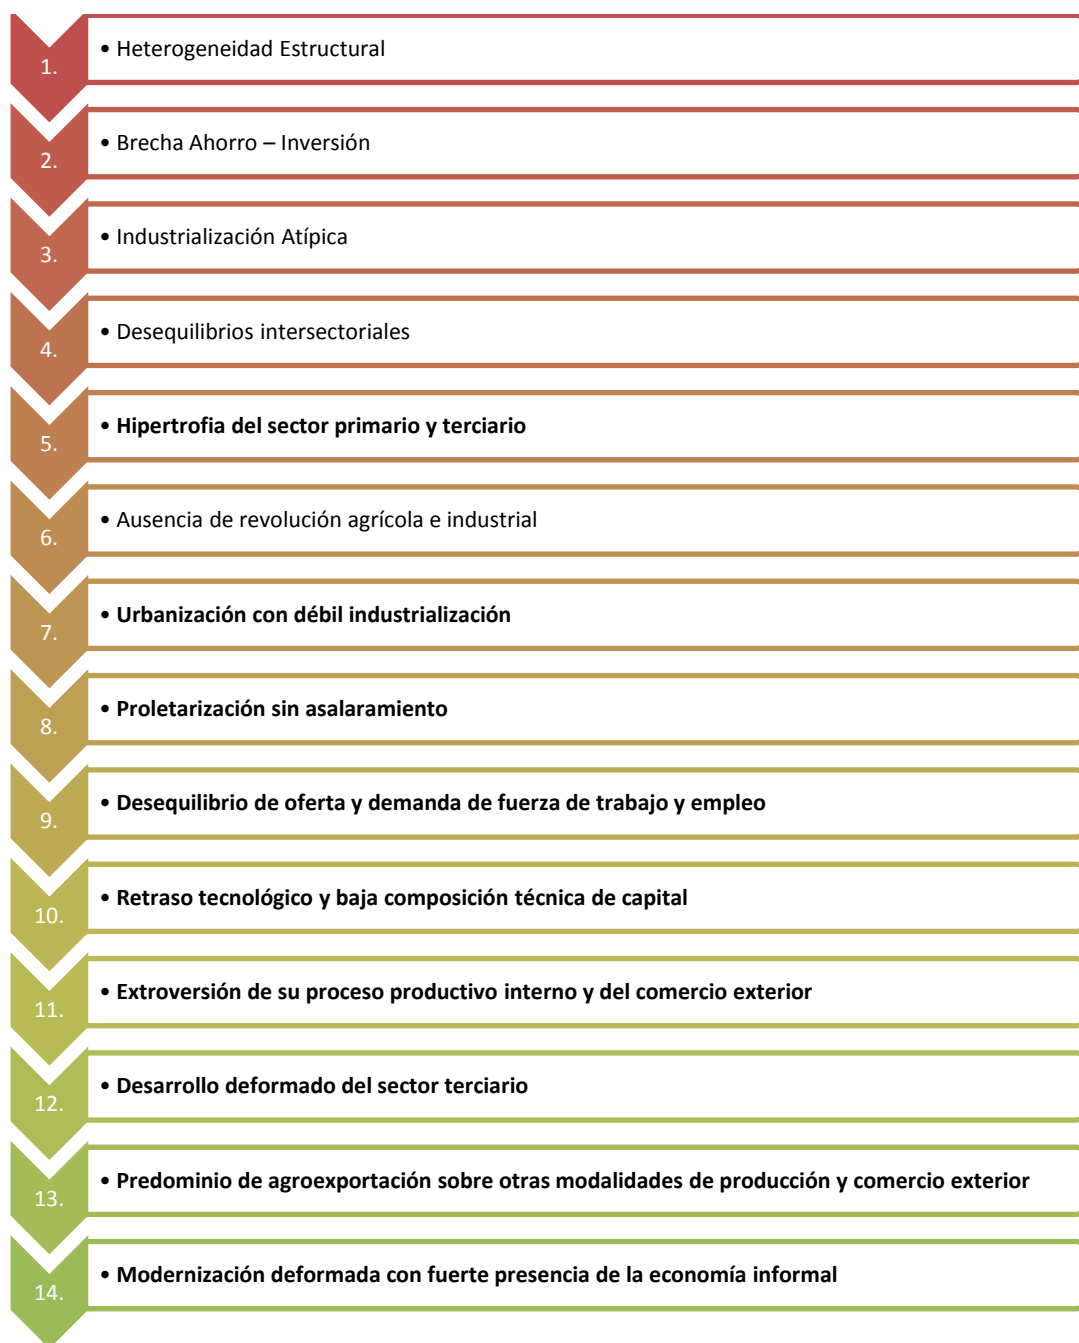 1.
• Heterogeneidad Estructural
2.
• Brecha Ahorro – Inversión
3.
• Industrialización Atípica
4.
• Desequilibrios intersectoriales
5.
• Hipertrofia del sector primario y terciario
6.
• Ausencia de revolución agrícola e industrial
7.
• Urbanización con débil industrialización
8.
• Proletarización sin asalaramiento
9.
• Desequilibrio de oferta y demanda de fuerza de trabajo y empleo
10.
• Retraso tecnológico y baja composición técnica de capital
11.
• Extroversión de su proceso productivo interno y del comercio exterior
12.
• Desarrollo deformado del sector terciario
13.
• Predominio de agroexportación sobre otras modalidades de producción y comercio exterior
14.
• Modernización deformada con fuerte presencia de la economía informal